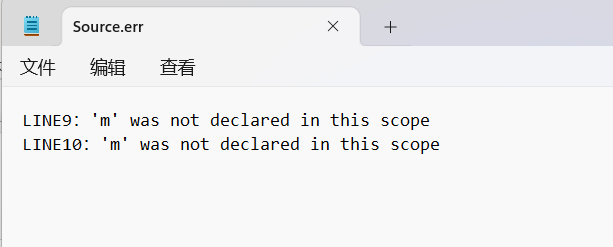 Source.err
文件 编辑 查看
LINE9: 'm' was not declared in this scope
LINE10: 'm' was not declared in this scope